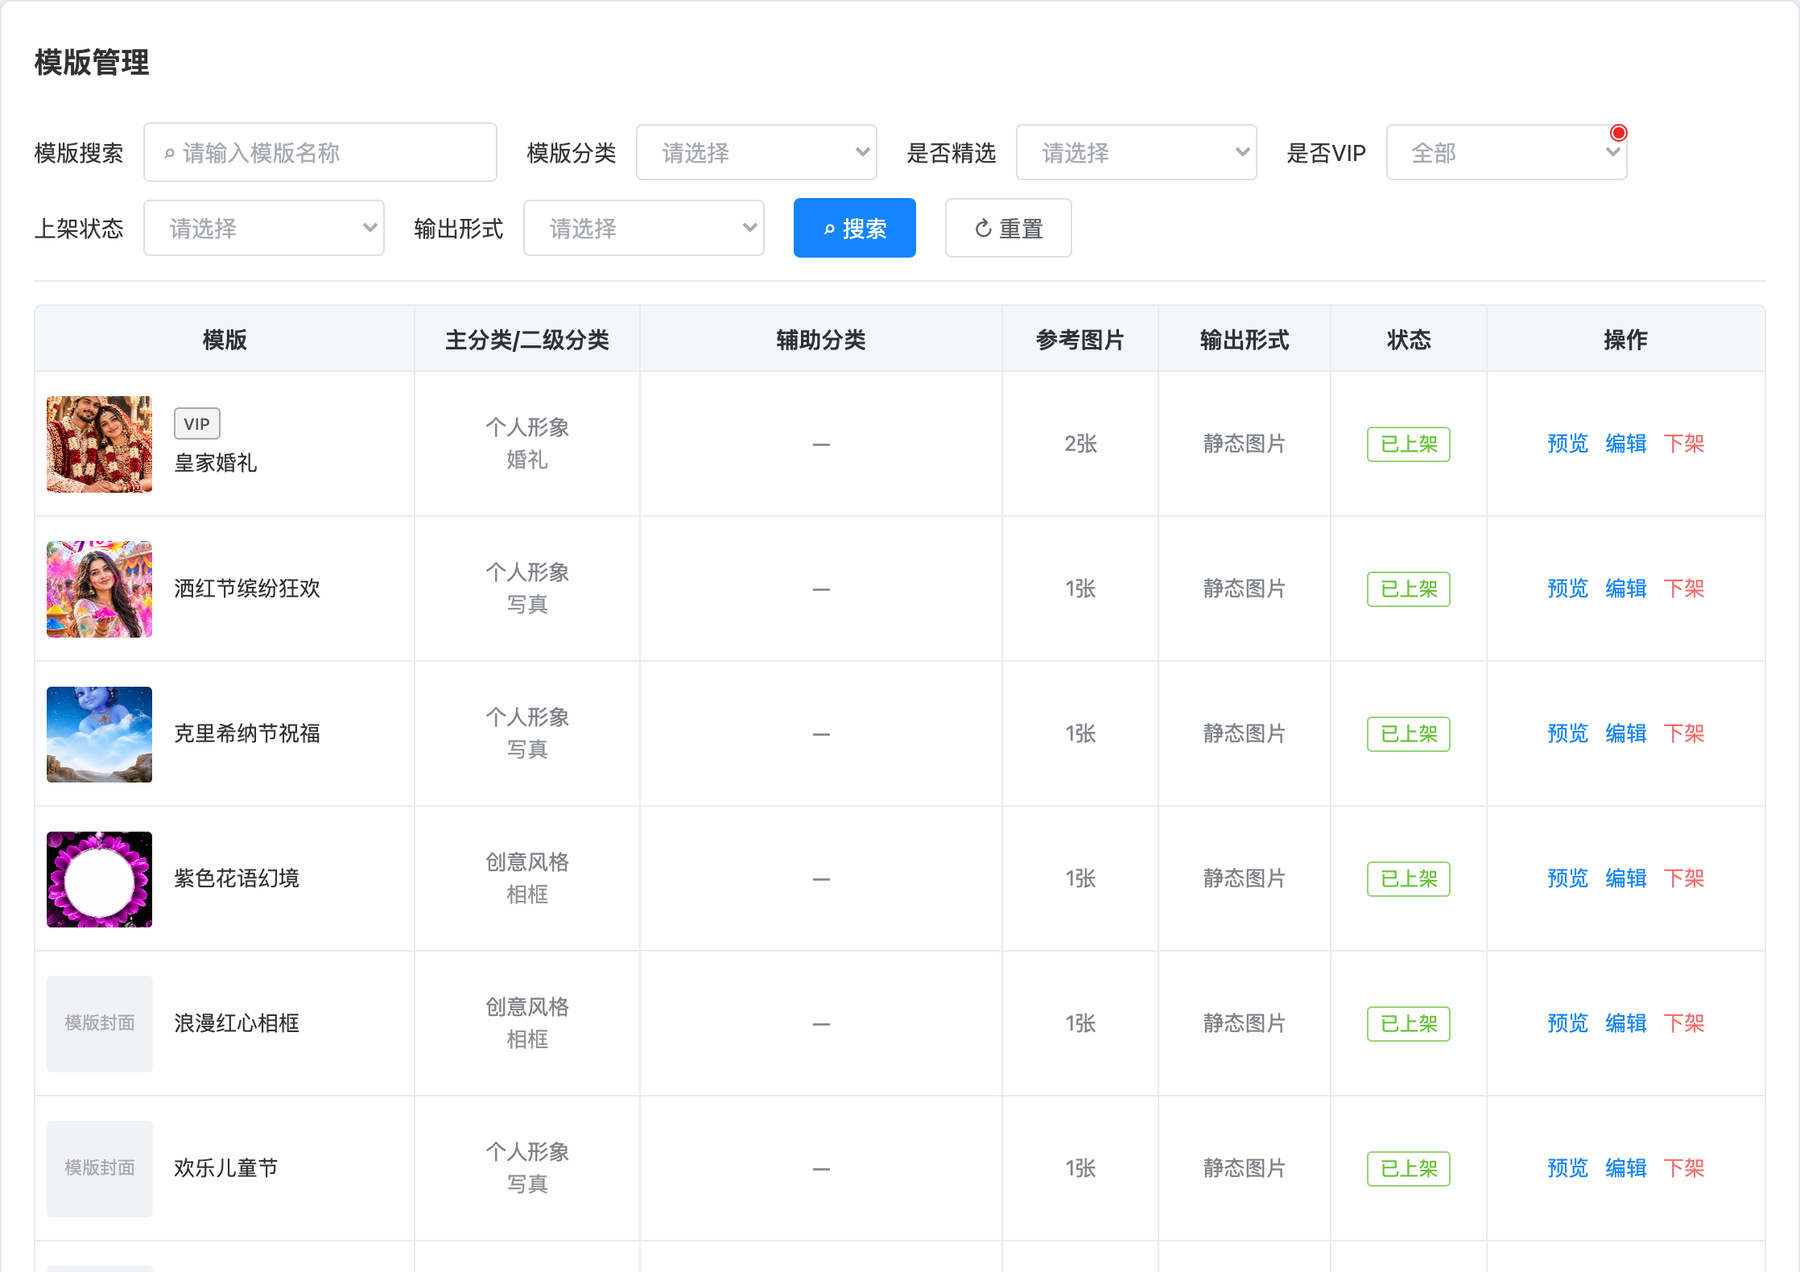 模版管理
模版搜索 请输入模版名称 模版分类 请选择 是否精选 请选择 是否VIP 全部
上架状态 请选择 输出形式 请选择 搜索 重置
模版 主分类/二级分类 辅助分类 参考图片 输出形式 状态 操作
VIP
皇家婚礼
个人形象
婚礼
— 2张 静态图片 已上架 预览 编辑 下架
洒红节缤纷狂欢
个人形象
写真
— 1张 静态图片 已上架 预览 编辑 下架
克里希纳节祝福
个人形象
写真
— 1张 静态图片 已上架 预览 编辑 下架
紫色花语幻境
创意风格
相框
— 1张 静态图片 已上架 预览 编辑 下架
模版封面 浪漫红心相框
创意风格
相框
— 1张 静态图片 已上架 预览 编辑 下架
模版封面 欢乐儿童节
个人形象
写真
— 1张 静态图片 已上架 预览 编辑 下架